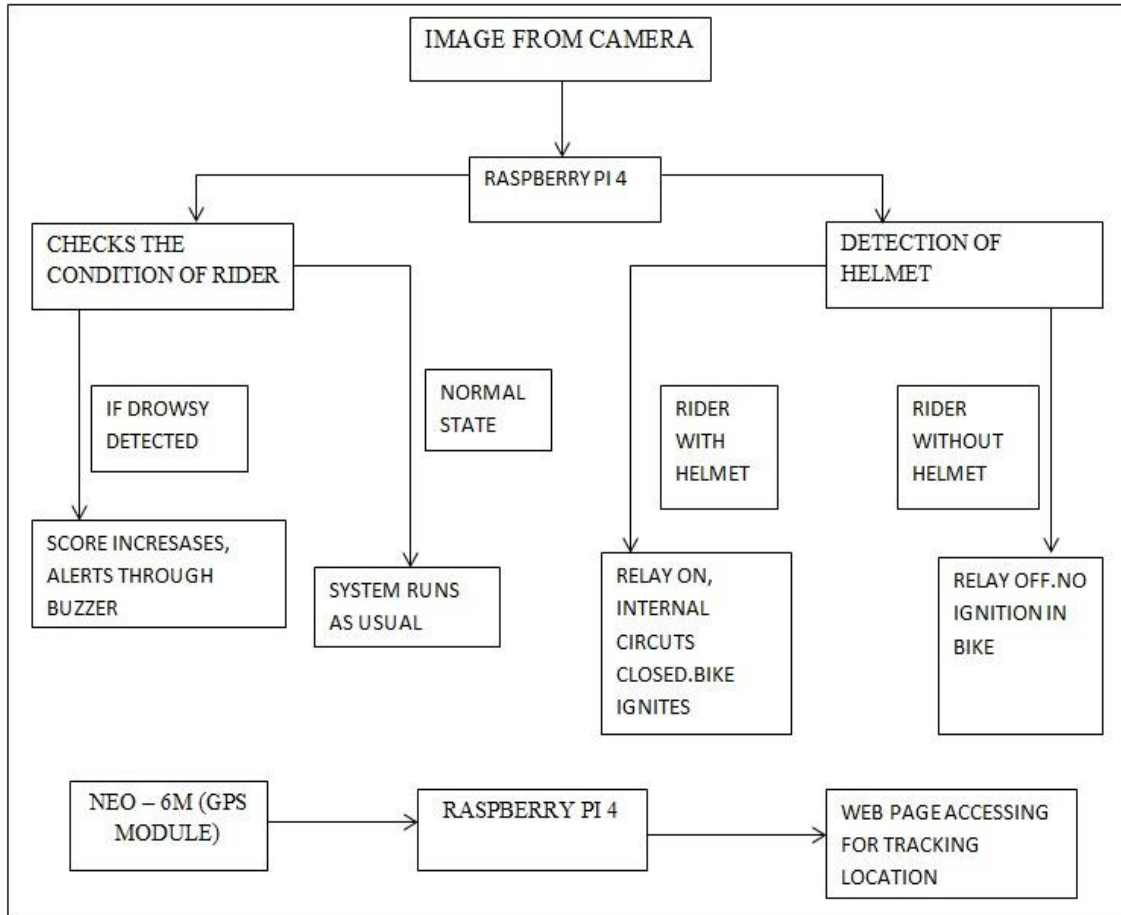 IMAGE FROM CAMERA
RASPBERRY PI 4
CHECKS THE
CONDITION OF RIDER
DETECTION OF
HELMET
IF DROWSY
DETECTED
NORMAL
STATE
RIDER
WITH
HELMET
RIDER
WITHOUT
HELMET
SCORE INCRESASES,
ALERTS THROUGH
BUZZER
SYSTEM RUNS
AS USUAL
RELAY ON,
INTERNAL
CIRCUTS
CLOSED.BIKE
IGNITES
RELAY OFF.NO
IGNITION IN
BIKE
NEO – 6M (GPS
MODULE)
RASPBERRY PI 4
WEB PAGE ACCESSING
FOR TRACKING
LOCATION